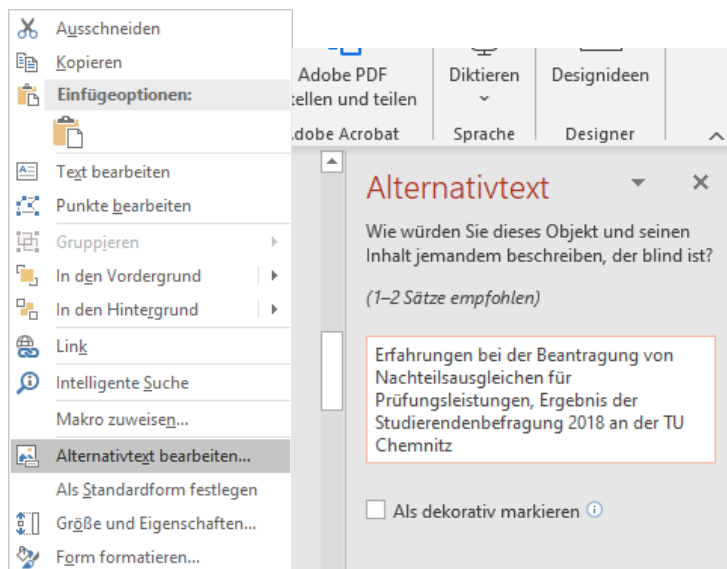 Ausschneiden
Kopieren
Einfügeoptionen:
Text bearbeiten
Punkte bearbeiten
Gruppieren
In den Vordergrund
In den Hintergrund
Link
Intelligente Suche
Makro zuweisen...
Alternativtext bearbeiten...
Als Standardform festlegen
Größe und Eigenschaften...
Form formatieren...
Adobe PDF
tellen und teilen
dobe Acrobat
Diktieren
Sprache
Designideen
Designer
Alternativtext
Wie würden Sie dieses Objekt und seinen
Inhalt jemandem beschreiben, der blind ist?
(1–2 Sätze empfohlen)
Erfahrungen bei der Beantragung von
Nachteilsausgleichen für
Prüfungsleistungen, Ergebnis der
Studierendenbefragung 2018 an der TU
Chemnitz
Als dekorativ markieren